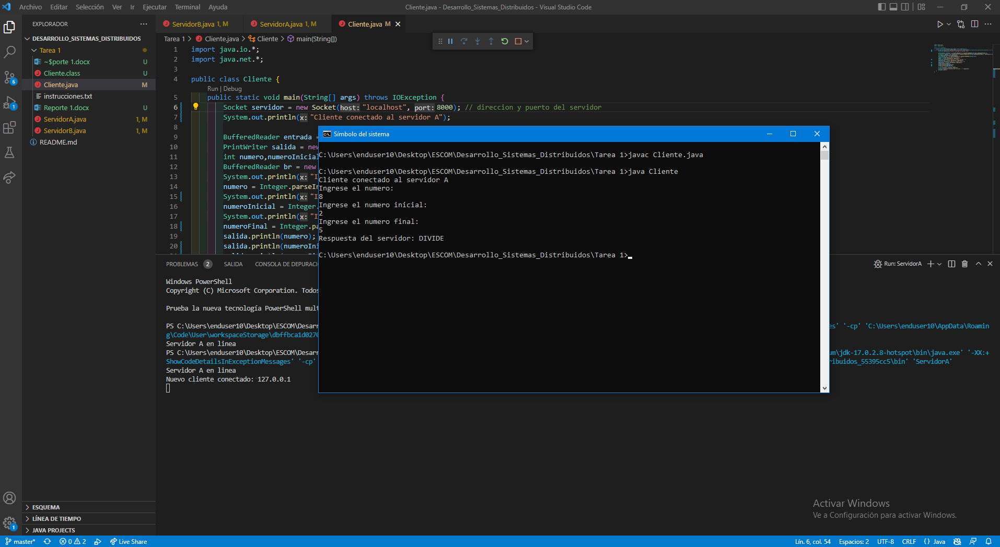 Archivo Editar Selección Ver Ir Ejecutar Terminal Ayuda
Cliente.java - Desarrollo_Sistemas_Distribuidos - Visual Studio Code
EXPLORADOR
DESARROLLO_SISTEMAS_DISTRIBUIDOS
Tarea 1
~$porte 1.docx U
Cliente.class U
Cliente.java M
instrucciones.txt
Reporte 1.docx U
ServidorA.java 1, M
ServidorB.java 1, M
README.md
6
1
ESQUEMA
LÍNEA DE TIEMPO
JAVA PROJECTS
1
ServidorB.java 1, M
ServidorA.java 1, M
Cliente.java M
Tarea 1 > Cliente.java > Cliente > main(String[])
1 import java.io.*;
2 import java.net.*;
3
4 public class Cliente {
Run | Debug
5 public static void main(String[] args) throws IOException {
6 Socket servidor = new Socket(host: "localhost", port: 8000); // direccion y puerto del servidor
7 System.out.println(x: "Cliente conectado al servidor A");
8
9 BufferedReader entrada =
10 PrintWriter salida = new
11 int numero,numeroInicial
12 BufferedReader br = new
13 System.out.println(x: "I
14 numero = Integer.parseIn
15 System.out.println(x: "I
16 numeroInicial = Integer.
17 System.out.println(x: "I
18 numeroFinal = Integer.pa
19 salida.println(numero);
20 salida.println(numeroIni
Símbolo del sistema
C:\Users\enduser10\Desktop\ESCOM\Desarrollo_Sistemas_Distribuidos\Tarea 1>javac Cliente.java
C:\Users\enduser10\Desktop\ESCOM\Desarrollo_Sistemas_Distribuidos\Tarea 1>java Cliente
Cliente conectado al servidor A
Ingrese el numero:
8
Ingrese el numero inicial:
2
Ingrese el numero final:
5
Respuesta del servidor: DIVIDE
C:\Users\enduser10\Desktop\ESCOM\Desarrollo_Sistemas_Distribuidos\Tarea 1>
PROBLEMAS 2 SALIDA CONSOLA DE DEPURACI
Run: ServidorA
Windows PowerShell
Copyright (C) Microsoft Corporation. Todos
Prueba la nueva tecnología PowerShell mult
PS C:\Users\enduser10\Desktop\ESCOM\Desarr es' '-cp' 'C:\Users\enduser10\AppData\Roamin
g\Code\User\workspaceStorage\dbffbca1d0270
Servidor A en linea
PS C:\Users\enduser10\Desktop\ESCOM\Desarr um\jdk-17.0.2.8-hotspot\bin\java.exe' '-XX:+
ShowCodeDetailsInExceptionMessages' '-cp' ribuidos_55395cc5\bin' 'ServidorA'
Servidor A en linea
Nuevo cliente conectado: 127.0.0.1
Activar Windows
Ve a Configuración para activar Windows.
master* 0 2 Live Share
Lín. 6, col. 54 Espacios: 2 UTF-8 CRLF {} Java